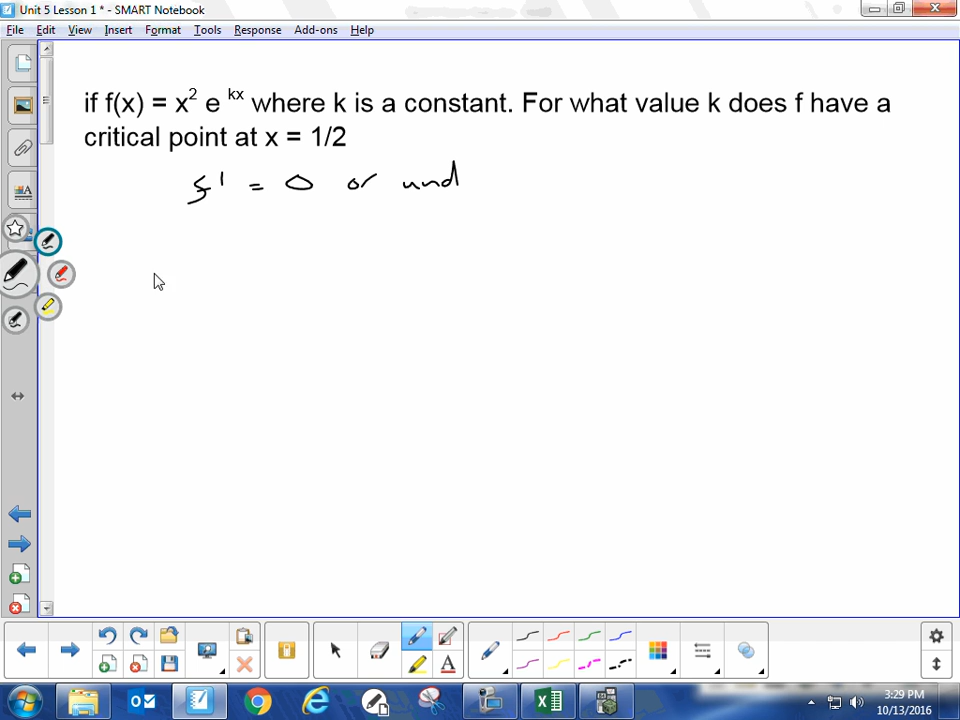 Unit 5 Lesson 1 * - SMART Notebook
File Edit View Insert Format Tools Response Add-ons Help
if f(x) = x² e ᵏˣ where k is a constant. For what value k does f have a
critical point at x = 1/2
f' = 0 or und
3:29 PM
10/13/2016